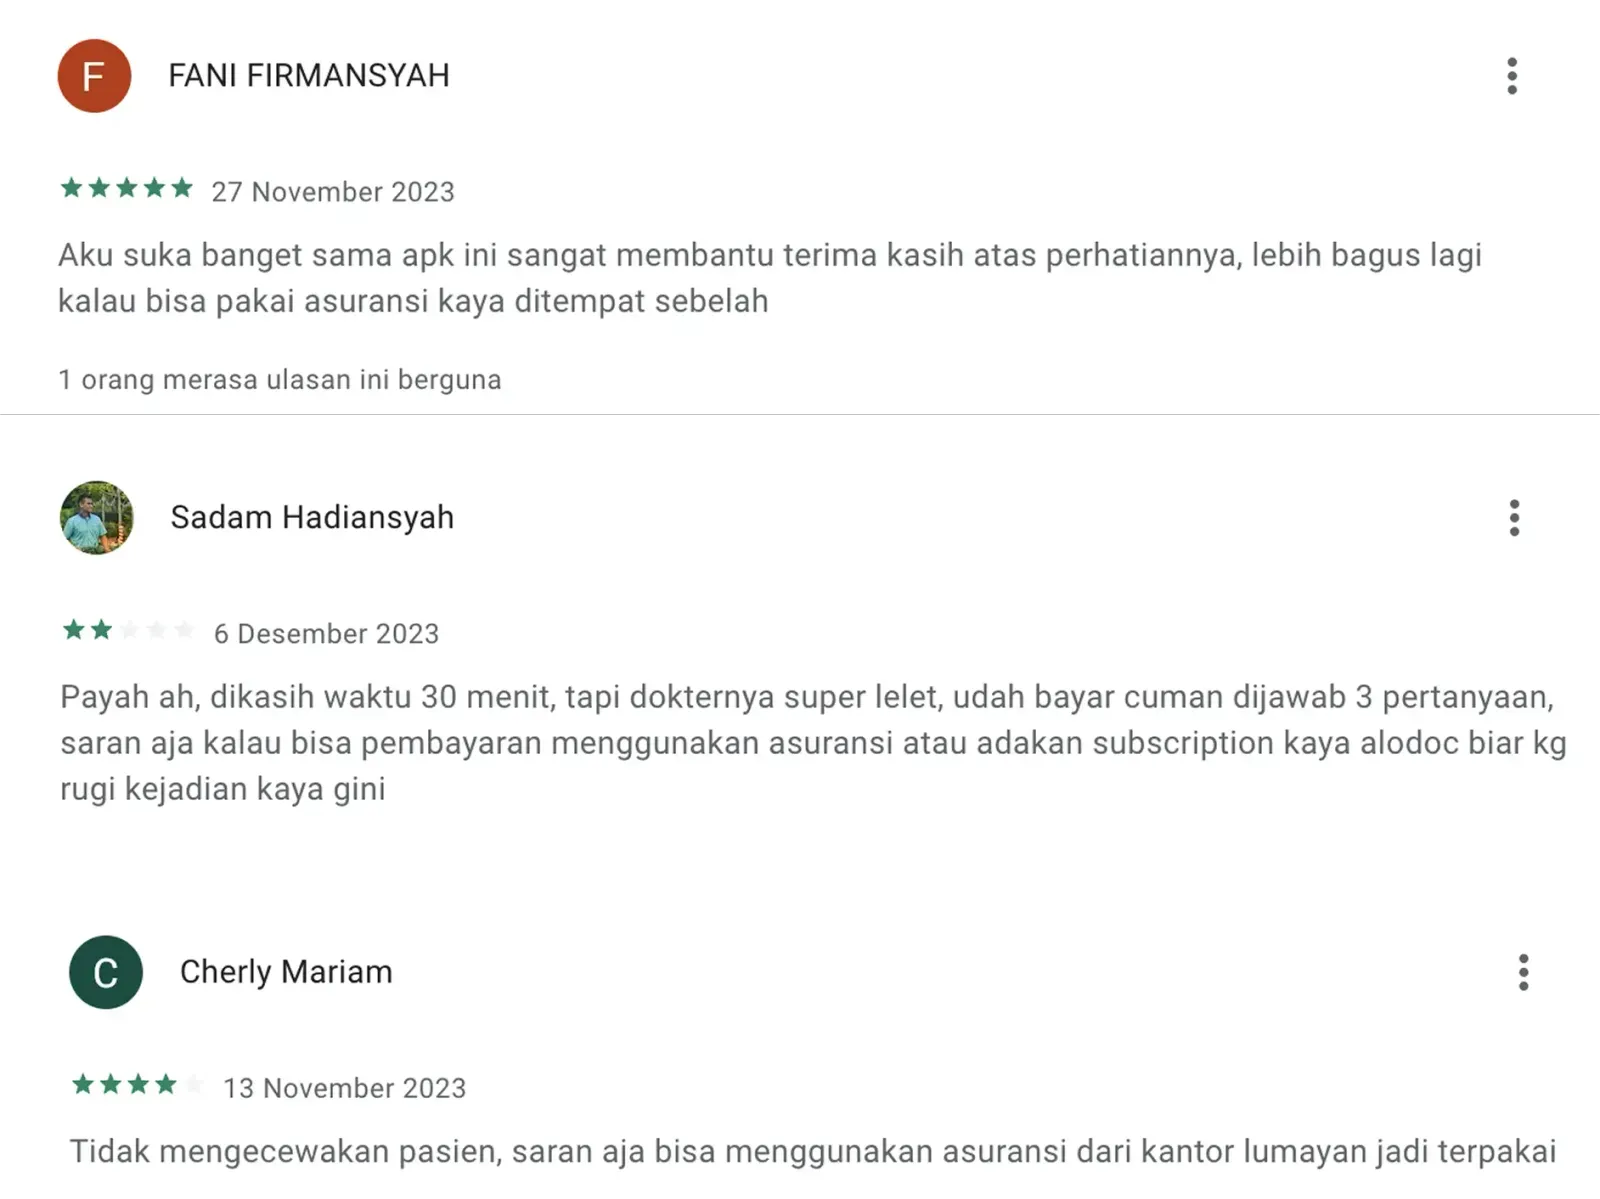 F
FANI FIRMANSYAH
27 November 2023
Aku suka banget sama apk ini sangat membantu terima kasih atas perhatiannya, lebih bagus lagi
kalau bisa pakai asuransi kaya ditempat sebelah
1 orang merasa ulasan ini berguna
Sadam Hadiansyah
6 Desember 2023
Payah ah, dikasih waktu 30 menit, tapi dokternya super lelet, udah bayar cuman dijawab 3 pertanyaan,
saran aja kalau bisa pembayaran menggunakan asuransi atau adakan subscription kaya alodoc biar kg
rugi kejadian kaya gini
C
Cherly Mariam
13 November 2023
Tidak mengecewakan pasien, saran aja bisa menggunakan asuransi dari kantor lumayan jadi terpakai